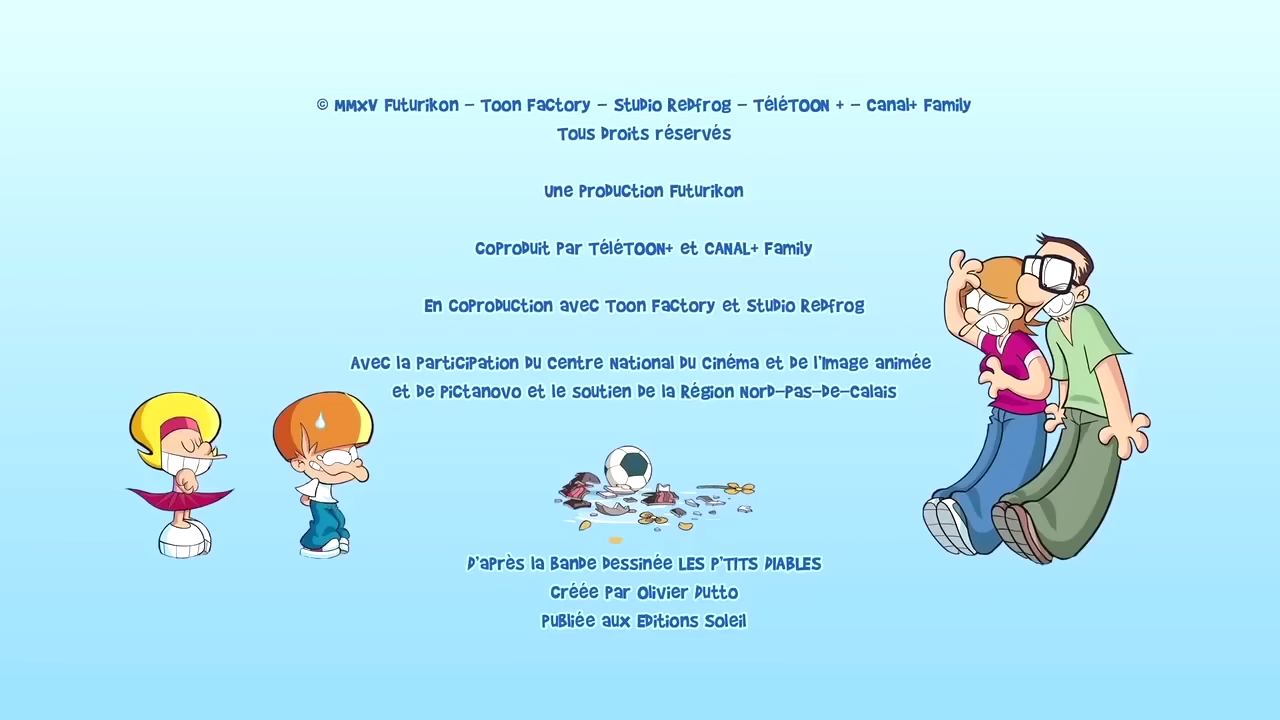 © MMXV Futurikon – Toon Factory – Studio Redfrog – TéléTOON + – Canal+ Family
Tous Droits réservés
Une Production Futurikon
Coproduit par TéléTOON+ et CANAL+ Family
En Coproduction avec Toon Factory et Studio Redfrog
Avec la Participation du Centre National du Cinéma et de l'Image animée
et de Pictanovo et le soutien de la Région Nord-Pas-De-Calais
D'après la Bande Dessinée LES P'TITS DIABLES
Créée Par Olivier Dutto
Publiée aux Editions Soleil